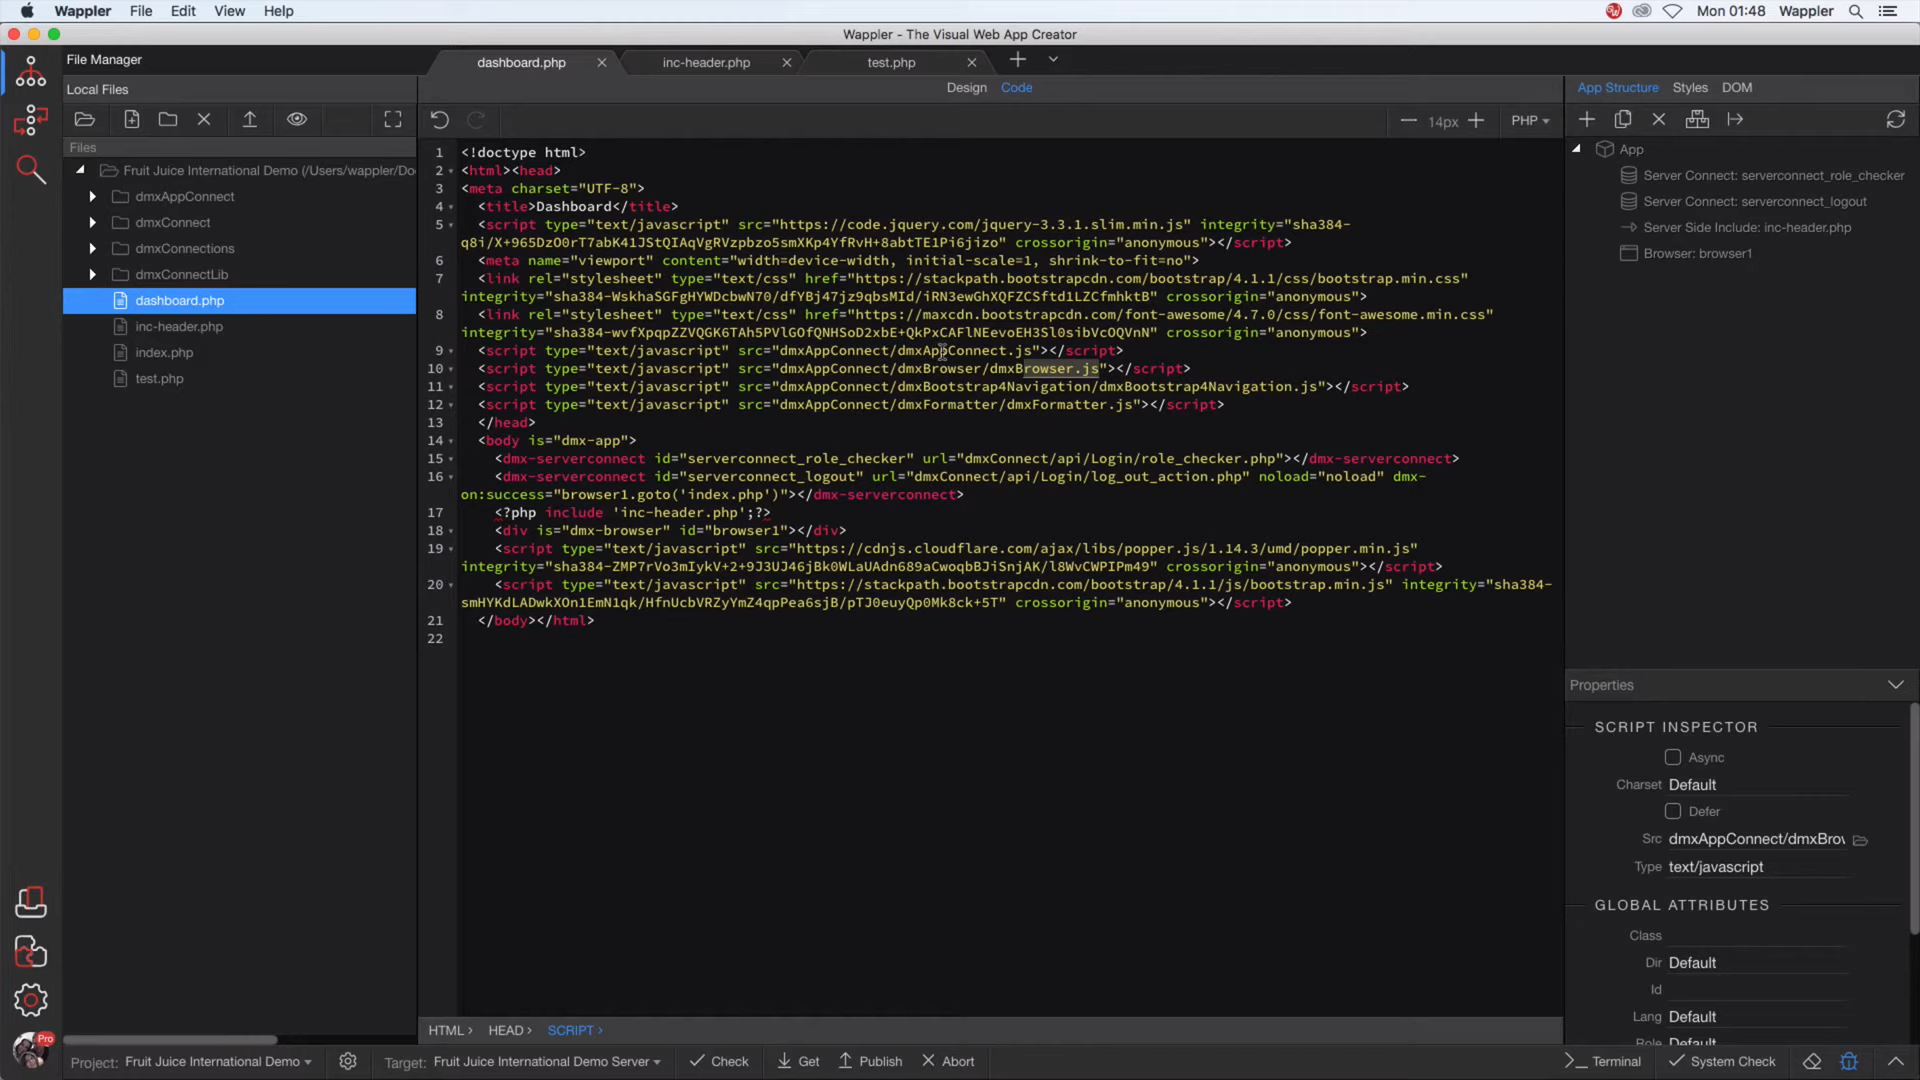 Wappler File Edit View Help Mon 01:48 Wappler
Wappler - The Visual Web App Creator
File Manager
dashboard.php inc-header.php test.php
Local Files
Design Code
App Structure Styles DOM
14px PHP
Files
Fruit Juice International Demo (/Users/wappler/Do
dmxAppConnect
dmxConnect
dmxConnections
dmxConnectLib
dashboard.php
inc-header.php
index.php
test.php
1 <!doctype html>
2 <html><head>
3 <meta charset="UTF-8">
4 <title>Dashboard</title>
5 <script type="text/javascript" src="https://code.jquery.com/jquery-3.3.1.slim.min.js" integrity="sha384-
q8i/X+965DzO0rT7abK41JStQIAqVgRVzpbzo5smXKp4YfRvH+8abtTE1Pi6jizo" crossorigin="anonymous"></script>
6 <meta name="viewport" content="width=device-width, initial-scale=1, shrink-to-fit=no">
7 <link rel="stylesheet" type="text/css" href="https://stackpath.bootstrapcdn.com/bootstrap/4.1.1/css/bootstrap.min.css"
integrity="sha384-WskhaSGFgHYWDcbwN70/dfYBj47jz9qbsMId/iRN3ewGhXQFZCSftd1LZCfmhktB" crossorigin="anonymous">
8 <link rel="stylesheet" type="text/css" href="https://maxcdn.bootstrapcdn.com/font-awesome/4.7.0/css/font-awesome.min.css"
integrity="sha384-wvfXpqpZZVQGK6TAh5PVlGOfQNHSoD2xbE+QkPxCAFlNEevoEH3Sl0sibVcOQVnN" crossorigin="anonymous">
9 <script type="text/javascript" src="dmxAppConnect/dmxAppConnect.js"></script>
10 <script type="text/javascript" src="dmxAppConnect/dmxBrowser/dmxBrowser.js"></script>
11 <script type="text/javascript" src="dmxAppConnect/dmxBootstrap4Navigation/dmxBootstrap4Navigation.js"></script>
12 <script type="text/javascript" src="dmxAppConnect/dmxFormatter/dmxFormatter.js"></script>
13 </head>
14 <body is="dmx-app">
15 <dmx-serverconnect id="serverconnect_role_checker" url="dmxConnect/api/Login/role_checker.php"></dmx-serverconnect>
16 <dmx-serverconnect id="serverconnect_logout" url="dmxConnect/api/Login/log_out_action.php" noload="noload" dmx-
on:success="browser1.goto('index.php')"></dmx-serverconnect>
17 <?php include 'inc-header.php';?>
18 <div is="dmx-browser" id="browser1"></div>
19 <script type="text/javascript" src="https://cdnjs.cloudflare.com/ajax/libs/popper.js/1.14.3/umd/popper.min.js"
integrity="sha384-ZMP7rVo3mIykV+2+9J3UJ46jBk0WLaUAdn689aCwoqbBJiSnjAK/l8WvCWPIPm49" crossorigin="anonymous"></script>
20 <script type="text/javascript" src="https://stackpath.bootstrapcdn.com/bootstrap/4.1.1/js/bootstrap.min.js" integrity="sha384-
smHYKdLADwkXOn1EmN1qk/HfnUcbVRZyYmZ4qpPea6sjB/pTJ0euyQp0Mk8ck+5T" crossorigin="anonymous"></script>
21 </body></html>
22
App
Server Connect: serverconnect_role_checker
Server Connect: serverconnect_logout
Server Side Include: inc-header.php
Browser: browser1
Properties
SCRIPT INSPECTOR
Async
Charset Default
Defer
Src dmxAppConnect/dmxBrov
Type text/javascript
GLOBAL ATTRIBUTES
Class
Dir Default
Id
Lang Default
Role Default
HTML HEAD SCRIPT
Pro
Project: Fruit Juice International Demo Target: Fruit Juice International Demo Server Check Get Publish Abort Terminal System Check